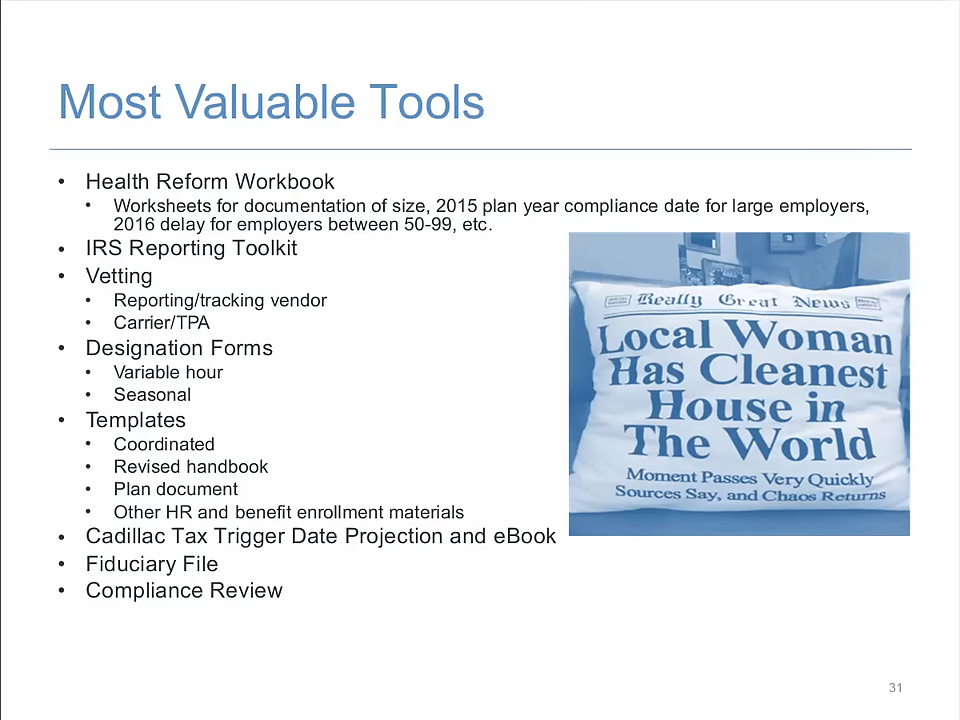 Most Valuable Tools
• Health Reform Workbook
• Worksheets for documentation of size, 2015 plan year compliance date for large employers,
2016 delay for employers between 50-99, etc.
• IRS Reporting Toolkit
• Vetting
• Reporting/tracking vendor
• Carrier/TPA
• Designation Forms
• Variable hour
• Seasonal
• Templates
• Coordinated
• Revised handbook
• Plan document
• Other HR and benefit enrollment materials
• Cadillac Tax Trigger Date Projection and eBook
• Fiduciary File
• Compliance Review
Really Great News
Local Woman
Has Cleanest
House in
The World
Moment Passes Very Quickly
Sources Say, and Chaos Returns
31